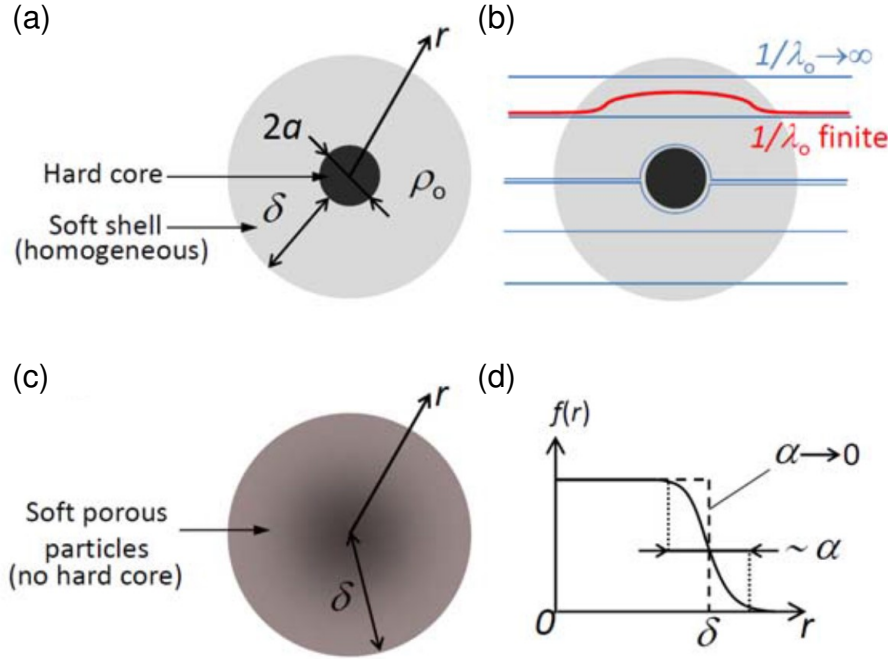 (a)
r
2a
Hard core
ρo
δ
Soft shell
(homogeneous)
(b)
1/λo→∞
1/λo finite
(c)
r
Soft porous
particles
(no hard core)
δ
(d)
f(r)
α→0
~ α
0
δ
r